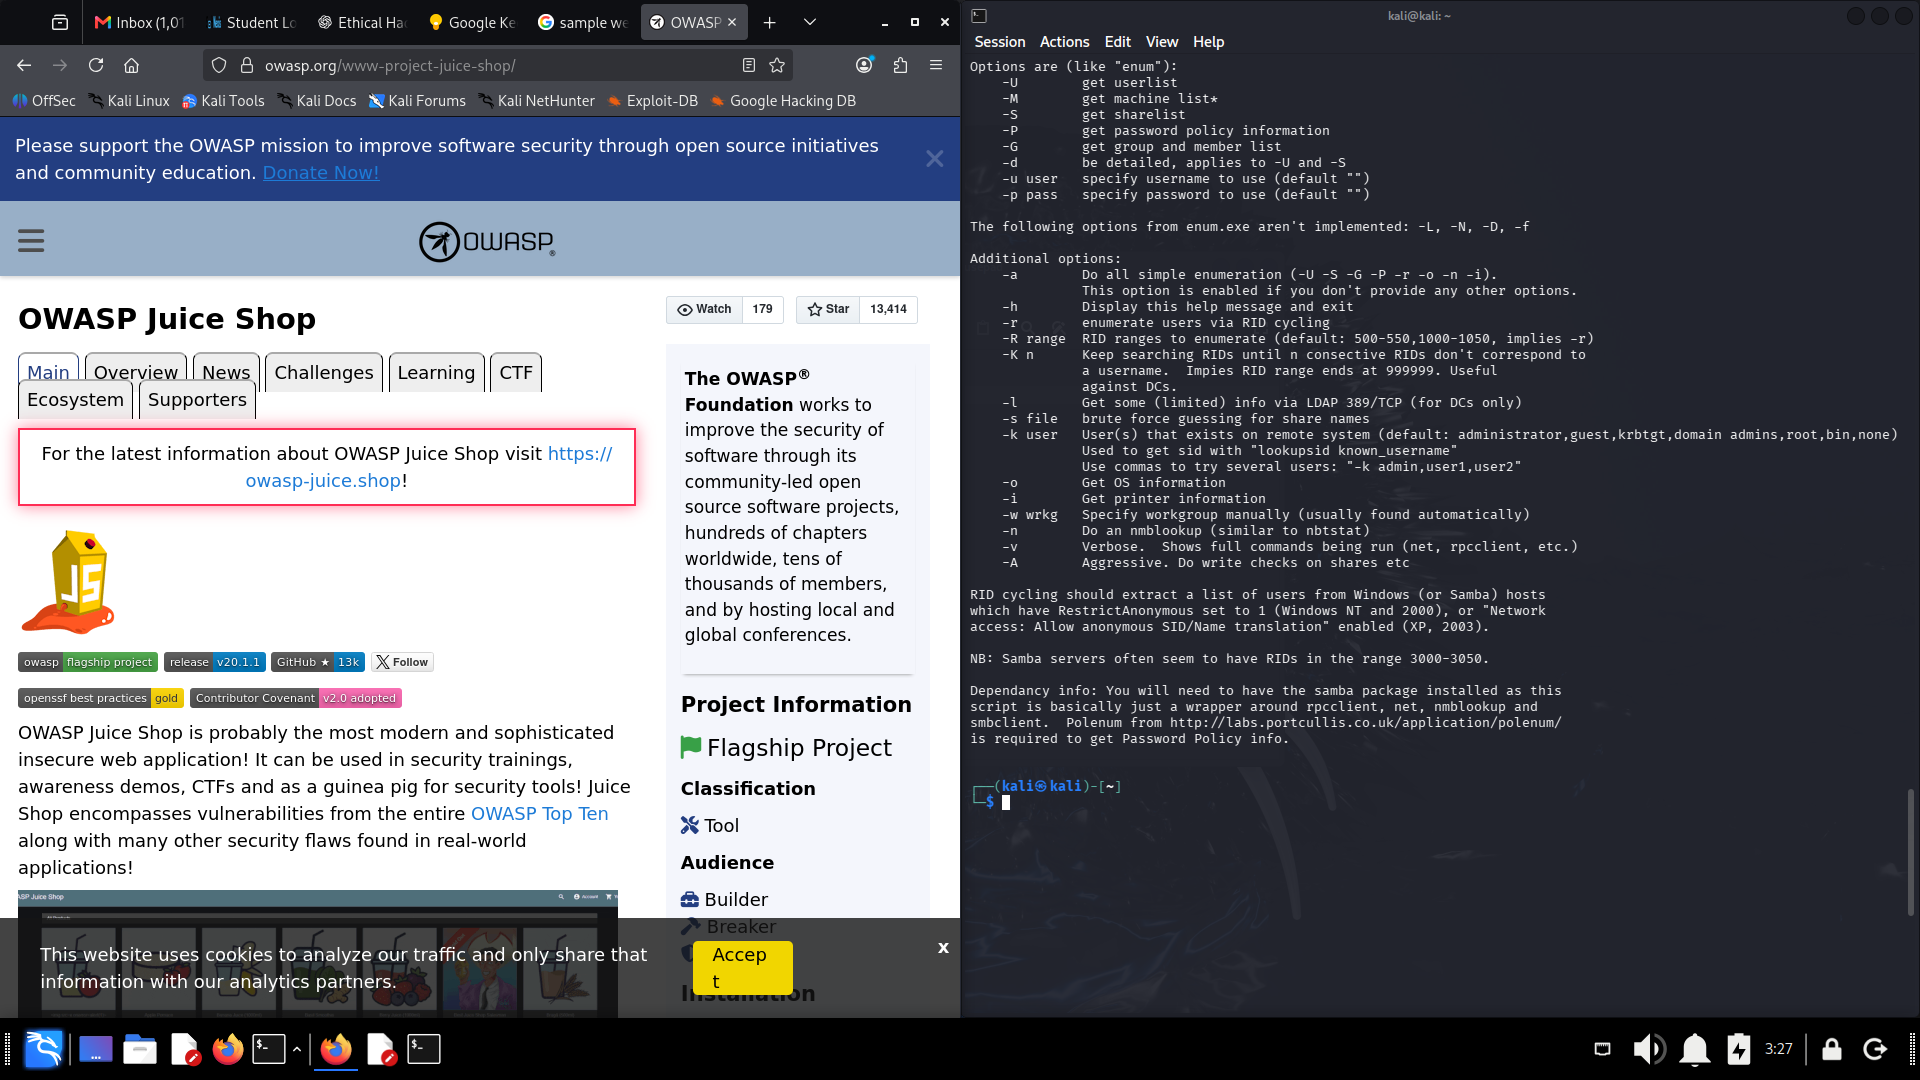 Inbox (1,01
Student Lo
Ethical Ha
Google Ke
sample we
OWASP
owasp.org/www-project-juice-shop/
OffSec
Kali Linux
Kali Tools
Kali Docs
Kali Forums
Kali NetHunter
Exploit-DB
Google Hacking DB
Please support the OWASP mission to improve software security through open source initiatives
and community education. Donate Now!
OWASP
OWASP Juice Shop
Main
Overview
News
Challenges
Learning
CTF
Ecosystem
Supporters
For the latest information about OWASP Juice Shop visit https://
owasp-juice.shop!
JS
owasp flagship project
release v20.1.1
GitHub ★ 13k
X Follow
openssf best practices gold
Contributor Covenant v2.0 adopted
OWASP Juice Shop is probably the most modern and sophisticated
insecure web application! It can be used in security trainings,
awareness demos, CTFs and as a guinea pig for security tools! Juice
Shop encompasses vulnerabilities from the entire OWASP Top Ten
along with many other security flaws found in real-world
applications!
Watch 179
Star 13,414
The OWASP®
Foundation works to
improve the security of
software through its
community-led open
source software projects,
hundreds of chapters
worldwide, tens of
thousands of members,
and by hosting local and
global conferences.
Project Information
Flagship Project
Classification
Tool
Audience
Builder
Breaker
Installation
This website uses cookies to analyze our traffic and only share that
information with our analytics partners.
Accep
t
x
kali@kali: ~
Session Actions Edit View Help
Options are (like "enum"):
-U get userlist
-M get machine list*
-S get sharelist
-P get password policy information
-G get group and member list
-d be detailed, applies to -U and -S
-u user specify username to use (default "")
-p pass specify password to use (default "")
The following options from enum.exe aren't implemented: -L, -N, -D, -f
Additional options:
-a Do all simple enumeration (-U -S -G -P -r -o -n -i).
This option is enabled if you don't provide any other options.
-h Display this help message and exit
-r enumerate users via RID cycling
-R range RID ranges to enumerate (default: 500-550,1000-1050, implies -r)
-K n Keep searching RIDs until n consective RIDs don't correspond to
a username. Impies RID range ends at 999999. Useful
against DCs.
-l Get some (limited) info via LDAP 389/TCP (for DCs only)
-s file brute force guessing for share names
-k user User(s) that exists on remote system (default: administrator,guest,krbtgt,domain admins,root,bin,none)
Used to get sid with "lookupsid known_username"
Use commas to try several users: "-k admin,user1,user2"
-o Get OS information
-i Get printer information
-w wrkg Specify workgroup manually (usually found automatically)
-n Do an nmblookup (similar to nbtstat)
-v Verbose. Shows full commands being run (net, rpcclient, etc.)
-A Aggressive. Do write checks on shares etc
RID cycling should extract a list of users from Windows (or Samba) hosts
which have RestrictAnonymous set to 1 (Windows NT and 2000), or "Network
access: Allow anonymous SID/Name translation" enabled (XP, 2003).
NB: Samba servers often seem to have RIDs in the range 3000-3050.
Dependancy info: You will need to have the samba package installed as this
script is basically just a wrapper around rpcclient, net, nmblookup and
smbclient. Polenum from http://labs.portcullis.co.uk/application/polenum/
is required to get Password Policy info.
┌──(kali㉿kali)-[~]
└─$
3:27